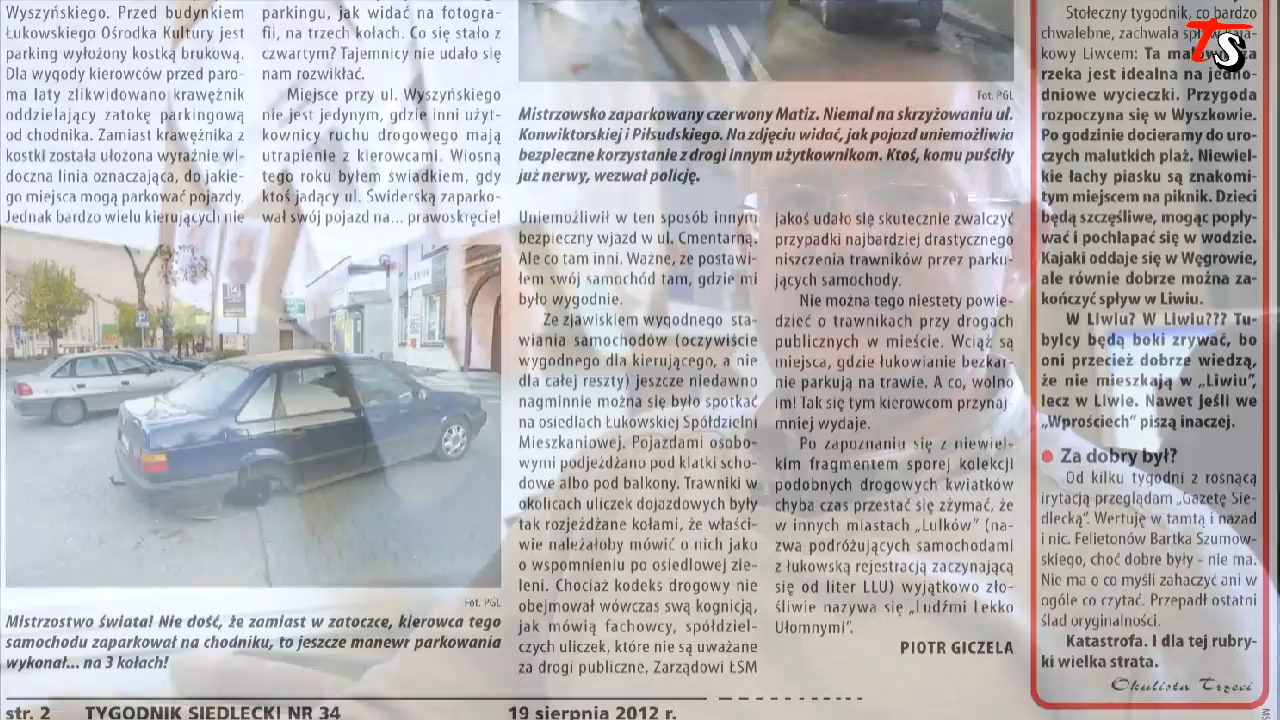 Wyszyńskiego. Przed budynkiem
Łukowskiego Ośrodka Kultury jest
parking wyłożony kostką brukową.
Dla wygody kierowców przed paro-
ma laty zlikwidowano krawężnik
oddzielający zatokę parkingową
od chodnika. Zamiast krawężnika z
kostki została ułożona wyraźnie wi-
doczna linia oznaczająca, do jakie-
go miejsca mogą parkować pojazdy.
Jednak bardzo wielu kierujących nie
parkingu, jak widać na fotogra-
fii, na trzech kołach. Co się stało z
czwartym? Tajemnicy nie udało się
nam rozwikłać.
Miejsce przy ul. Wyszyńskiego
nie jest jedynym, gdzie inni użyt-
kownicy ruchu drogowego mają
utrapienie z kierowcami. Wiosną
tego roku byłem świadkiem, gdy
ktoś jadący ul. Świderską zaparko-
wał swój pojazd na... prawoskręcie!
Fot. PGL
Mistrzostwo świata! Nie dość, że zamiast w zatoczce, kierowca tego
samochodu zaparkował na chodniku, to jeszcze manewr parkowania
wykonał... na 3 kołach!
Fot. PGL
Mistrzowsko zaparkowany czerwony Matiz. Niemal na skrzyżowaniu ul.
Konwiktorskiej i Piłsudskiego. Na zdjęciu widać, jak pojazd uniemożliwia
bezpieczne korzystanie z drogi innym użytkownikom. Ktoś, komu puściły
już nerwy, wezwał policję.
Uniemożliwił w ten sposób innym
bezpieczny wjazd w ul. Cmentarną.
Ale co tam inni. Ważne, że postawi-
łem swój samochód tam, gdzie mi
było wygodnie.
Ze zjawiskiem wygodnego sta-
wiania samochodów (oczywiście
wygodnego dla kierującego, a nie
dla całej reszty) jeszcze niedawno
nagminnie można się było spotkać
na osiedlach Łukowskiej Spółdzielni
Mieszkaniowej. Pojazdami osobo-
wymi podjeżdżano pod klatki scho-
dowe albo pod balkony. Trawniki w
okolicach uliczek dojazdowych były
tak rozjeżdżane kołami, że właści-
wie należałoby mówić o nich jako
o wspomnieniu po osiedlowej zie-
leni. Chociaż kodeks drogowy nie
obejmował wówczas swą kognicją,
jak mówią fachowcy, spółdziel-
czych uliczek, które nie są uważane
za drogi publiczne, Zarządowi ŁSM
jakoś udało się skutecznie zwalczyć
przypadki najbardziej drastycznego
niszczenia trawników przez parku-
jących samochody.
Nie można tego niestety powie-
dzieć o trawnikach przy drogach
publicznych w mieście. Wciąż są
miejsca, gdzie łukowianie bezkar-
nie parkują na trawie. A co, wolno
im! Tak się tym kierowcom przynaj-
mniej wydaje.
Po zapoznaniu się z niewiel-
kim fragmentem sporej kolekcji
podobnych drogowych kwiatków
chyba czas przestać się zżymać, że
w innych miastach „Lulków” (na-
zwa podróżujących samochodami
z łukowską rejestracją zaczynającą
się od liter LLU) wyjątkowo zło-
śliwie nazywa się „Ludźmi Lekko
Ułomnymi”.
PIOTR GICZELA
Stołeczny tygodnik, co bardzo
chwalebne, zachwala
kowy Liwcem: Ta
rzeka jest idealna na jedno-
dniowe wycieczki. Przygoda
rozpoczyna się w Wyszkowie.
Po godzinie docieramy do uro-
czych malutkich plaż. Niewiel-
kie łachy piasku są znakomi-
tym miejscem na piknik. Dzieci
będą szczęśliwe, mogąc popły-
wać i pochlapać się w wodzie.
Kajaki oddaje się w Węgrowie,
ale równie dobrze można za-
kończyć spływ w Liwiu.
W Liwiu? W Liwiu??? Tu-
bylcy będą boki zrywać, bo
oni przecież dobrze wiedzą,
że nie mieszkają w „Liwiu”,
lecz w Liwie. Nawet jeśli we
„Wprościech” piszą inaczej.
Za dobry był?
Od kilku tygodni z rosnącą
irytacją przeglądam „Gazetę Sie-
dlecką”. Wertuję w tamtą i nazad
i nic. Felietonów Bartka Szumow-
skiego, choć dobre były - nie ma.
Nie ma o co myśli zahaczyć ani w
ogóle co czytać. Przepadł ostatni
ślad oryginalności.
Katastrofa. I dla tej rubry-
ki wielka strata.
Okulista Trzeci
TS
str. 2 TYGODNIK SIEDLECKI NR 34 19 sierpnia 2012 r.